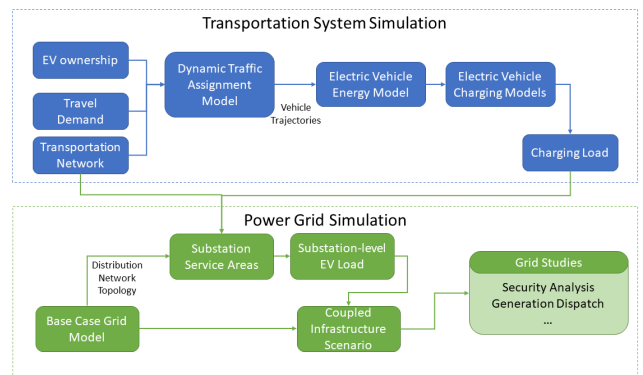 Transportation System Simulation
EV ownership
Travel
Demand
Transportation
Network
Dynamic Traffic
Assignment
Model
Vehicle
Trajectories
Electric Vehicle
Energy Model
Electric Vehicle
Charging Models
Charging Load
Power Grid Simulation
Substation
Service Areas
Substation-level
EV Load
Distribution
Network
Topology
Base Case Grid
Model
Coupled
Infrastructure
Scenario
Grid Studies
Security Analysis
Generation Dispatch
...